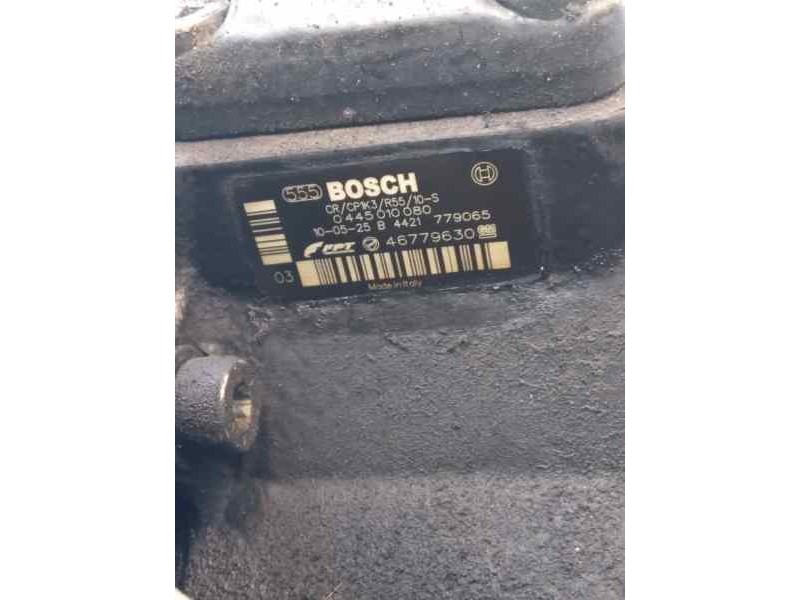 555 BOSCH
CR/CP1K3/R55/10-S
0 445 010 080
10-05-25 B 4421 779065
FPT 46779630
03
Made in Italy